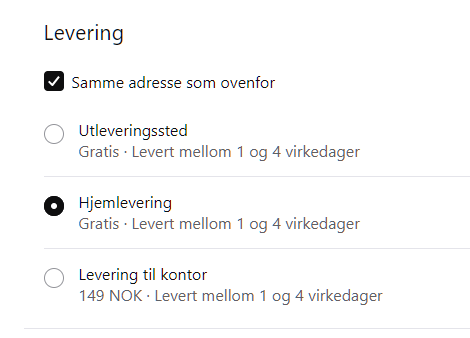 Levering
Samme adresse som ovenfor
Utleveringssted
Gratis · Levert mellom 1 og 4 virkedager
Hjemlevering
Gratis · Levert mellom 1 og 4 virkedager
Levering til kontor
149 NOK · Levert mellom 1 og 4 virkedager